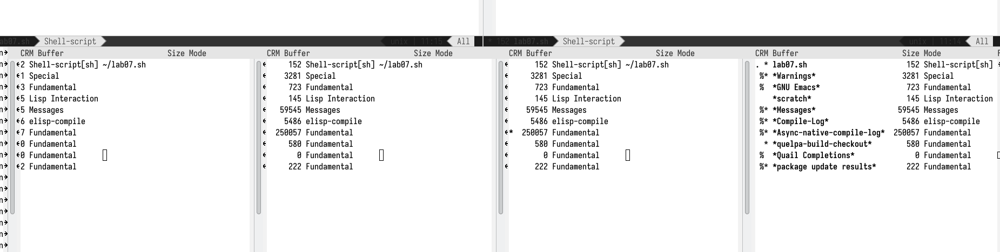 ab07.sh Shell-script unix | 11:15 All * 152 lab07.sh Shell-script unix | 11:14 All
CRM Buffer Size Mode CRM Buffer Size Mode CRM Buffer Size Mode CRM Buffer Size Mode
2 Shell-script[sh] ~/lab07.sh 152 Shell-script[sh] ~/lab07.sh 152 Shell-script[sh] ~/lab07.sh . * lab07.sh 152 Shell-script[sh]
1 Special 3281 Special 3281 Special %* *Warnings* 3281 Special
3 Fundamental 723 Fundamental 723 Fundamental % *GNU Emacs* 723 Fundamental
5 Lisp Interaction 145 Lisp Interaction 145 Lisp Interaction *scratch* 145 Lisp Interaction
5 Messages 59545 Messages 59545 Messages %* *Messages* 59545 Messages
6 elisp-compile 5486 elisp-compile 5486 elisp-compile %* *Compile-Log* 5486 elisp-compile
7 Fundamental 250057 Fundamental * 250057 Fundamental %* *Async-native-compile-log* 250057 Fundamental
0 Fundamental 580 Fundamental 580 Fundamental * *quelpa-build-checkout* 580 Fundamental
0 Fundamental 0 Fundamental 0 Fundamental % *Quail Completions* 0 Fundamental
2 Fundamental 222 Fundamental 222 Fundamental %* *package update results* 222 Fundamental